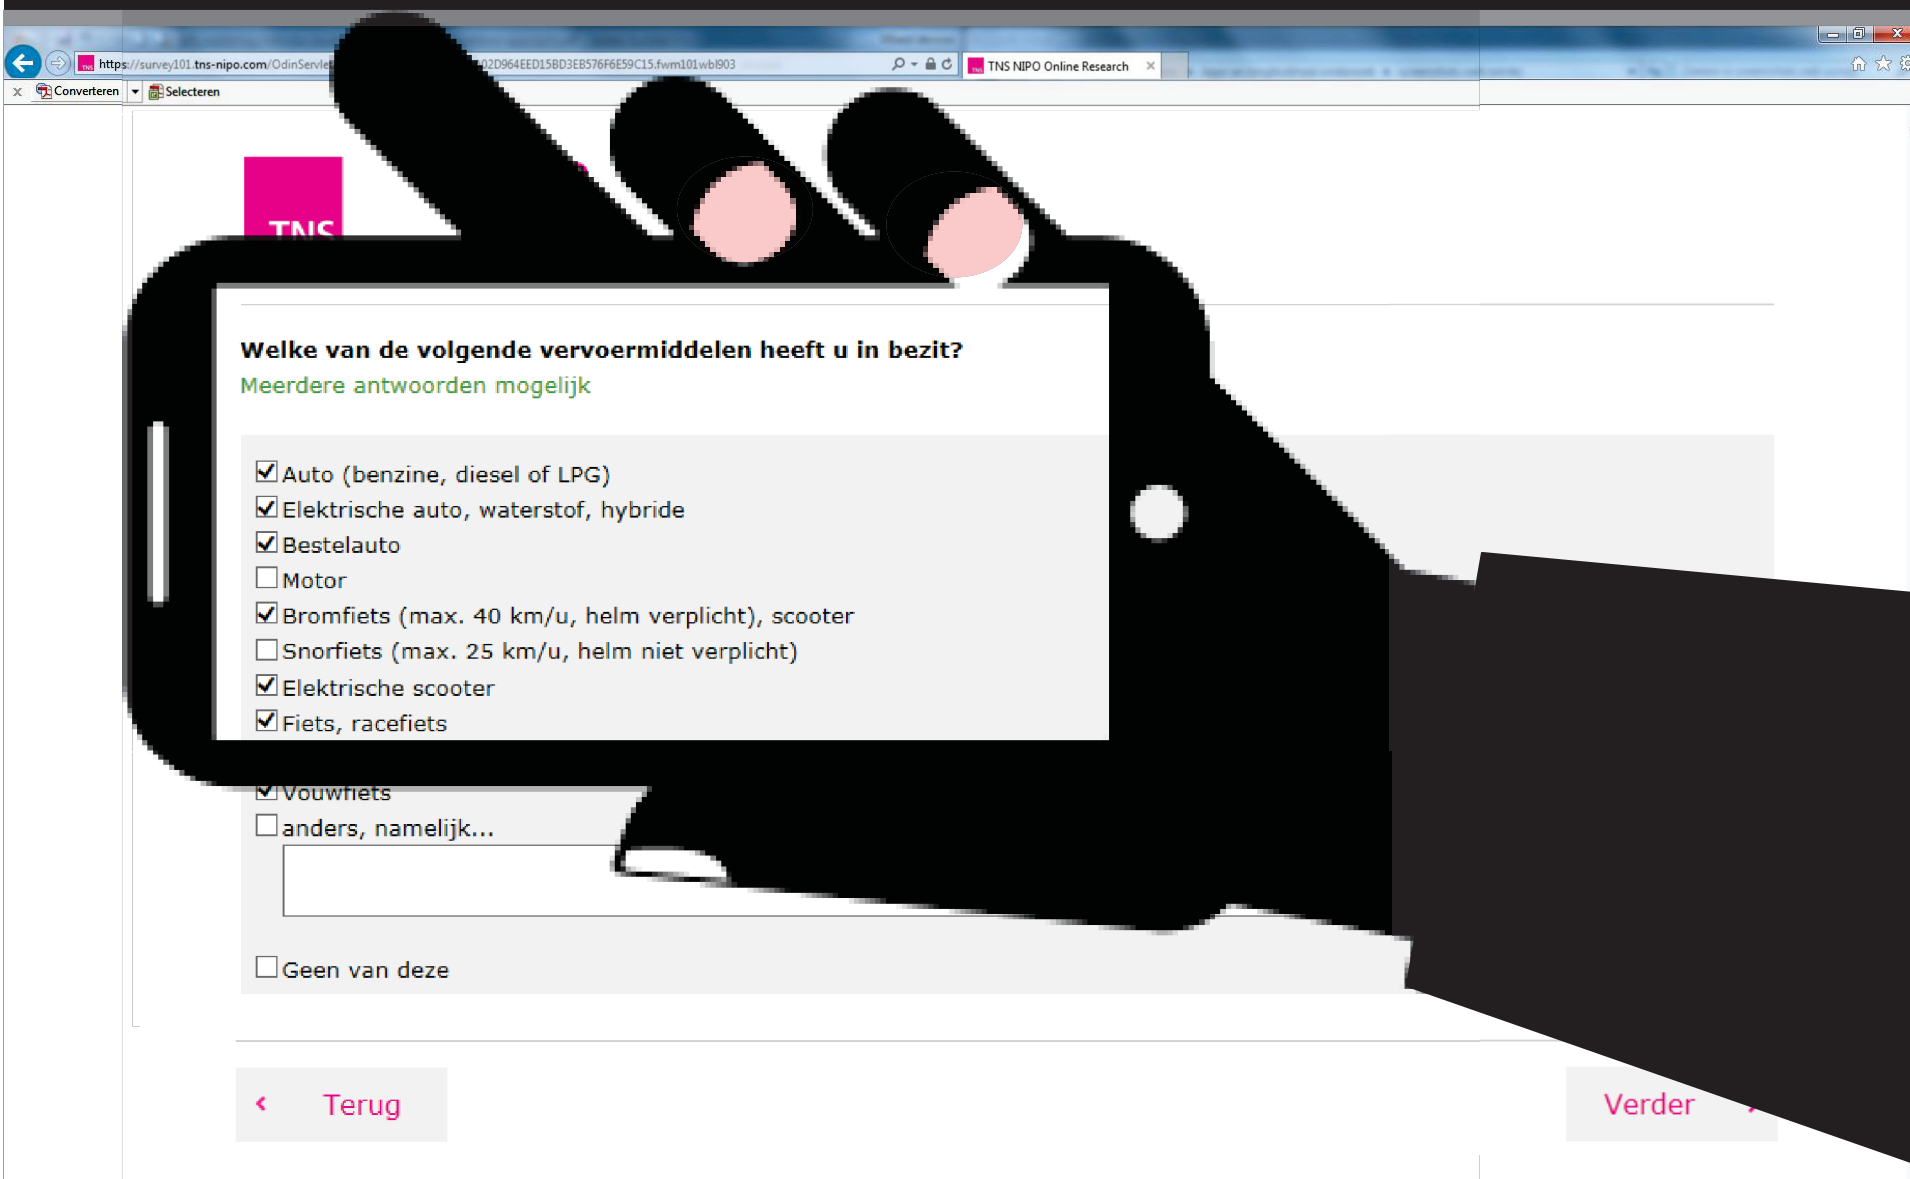 https://survey101.tns-nipo.com/OdinServle 02D964EED15BD3EB576F6E59C15.fwm101wbl903
TNS NIPO Online Research
Converteren Selecteren
TNS
Welke van de volgende vervoermiddelen heeft u in bezit?
Meerdere antwoorden mogelijk
Auto (benzine, diesel of LPG)
Elektrische auto, waterstof, hybride
Bestelauto
Motor
Bromfiets (max. 40 km/u, helm verplicht), scooter
Snorfiets (max. 25 km/u, helm niet verplicht)
Elektrische scooter
Fiets, racefiets
Vouwfiets
anders, namelijk...
Geen van deze
Terug
Verder